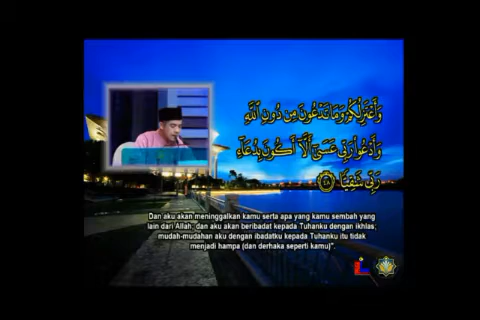 وَأَعْتَزِلُكُمْ وَمَا تَدْعُونَ مِن دُونِ ٱللَّهِ
وَأَدْعُوا۟ رَبِّى عَسَىٰٓ أَلَّآ أَكُونَ بِدُعَآءِ
رَبِّى شَقِيًّا ٤٨
Dan aku akan meninggalkan kamu serta apa yang kamu sembah yang
lain dari Allah; dan aku akan beribadat kepada Tuhanku dengan ikhlas;
mudah-mudahan aku dengan ibadatku kepada Tuhanku itu tidak
menjadi hampa (dan derhaka seperti kamu)".